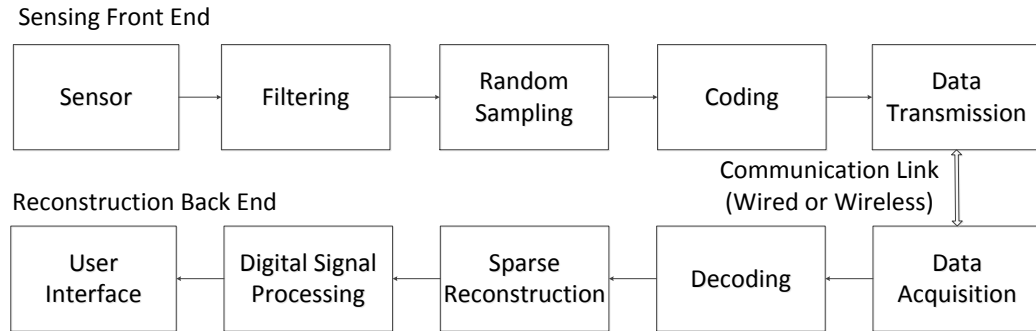 Sensing Front End
Sensor
Filtering
Random
Sampling
Coding
Data
Transmission
Communication Link
(Wired or Wireless)
Reconstruction Back End
User
Interface
Digital Signal
Processing
Sparse
Reconstruction
Decoding
Data
Acquisition